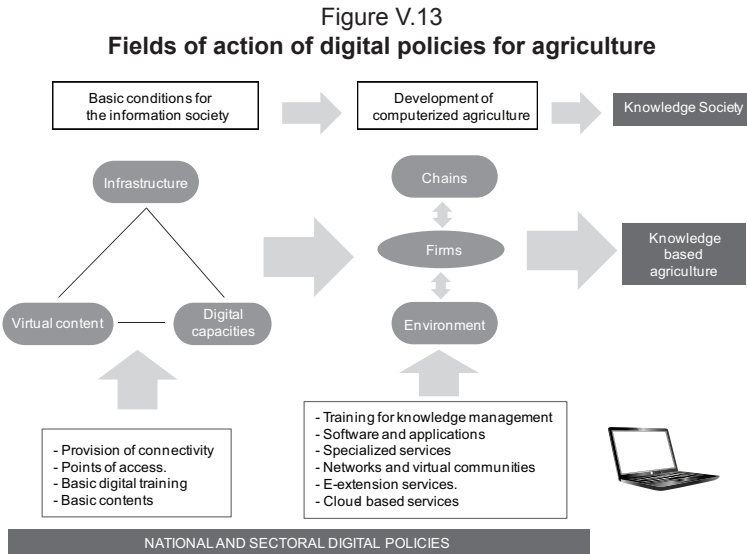 Figure V.13
Fields of action of digital policies for agriculture
Basic conditions for
the information society
Development of
computerized agriculture
Knowledge Society
Infrastructure
Virtual content
Digital
capacities
Chains
Firms
Environment
Knowledge
based
agriculture
- Provision of connectivity
- Points of access.
- Basic digital training
- Basic contents
- Training for knowledge management
- Software and applications
- Specialized services
- Networks and virtual communities
- E-extension services.
- Cloud based services
NATIONAL AND SECTORAL DIGITAL POLICIES